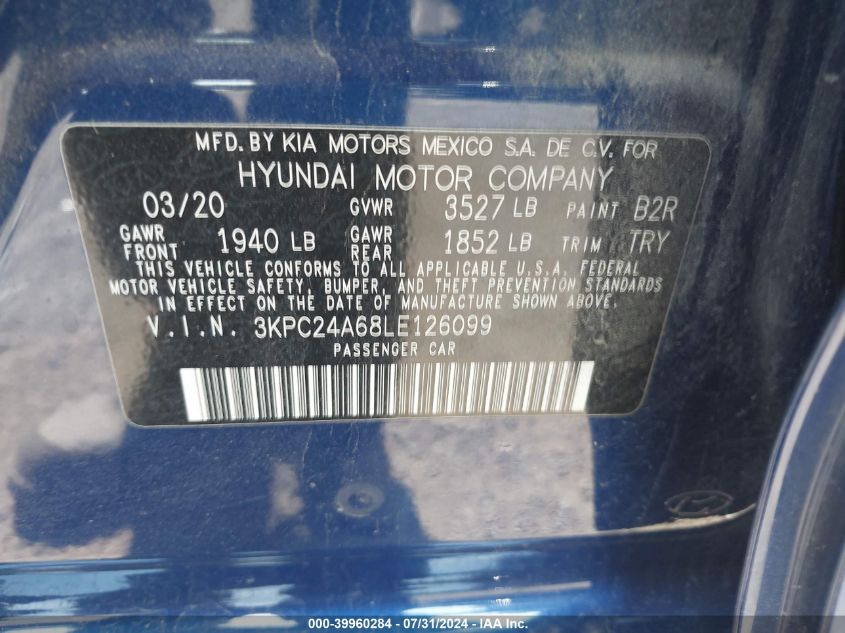 MFD. BY KIA MOTORS MEXICO S.A. DE C.V. FOR
HYUNDAI MOTOR COMPANY
03/20 GVWR 3527 LB PAINT B2R
GAWR FRONT 1940 LB GAWR REAR 1852 LB TRIM TRY
THIS VEHICLE CONFORMS TO ALL APPLICABLE U.S.A. FEDERAL
MOTOR VEHICLE SAFETY, BUMPER, AND THEFT PREVENTION STANDARDS
IN EFFECT ON THE DATE OF MANUFACTURE SHOWN ABOVE.
V.I.N. 3KPC24A68LE126099
PASSENGER CAR
000-39960284 - 07/31/2024 - IAA Inc.